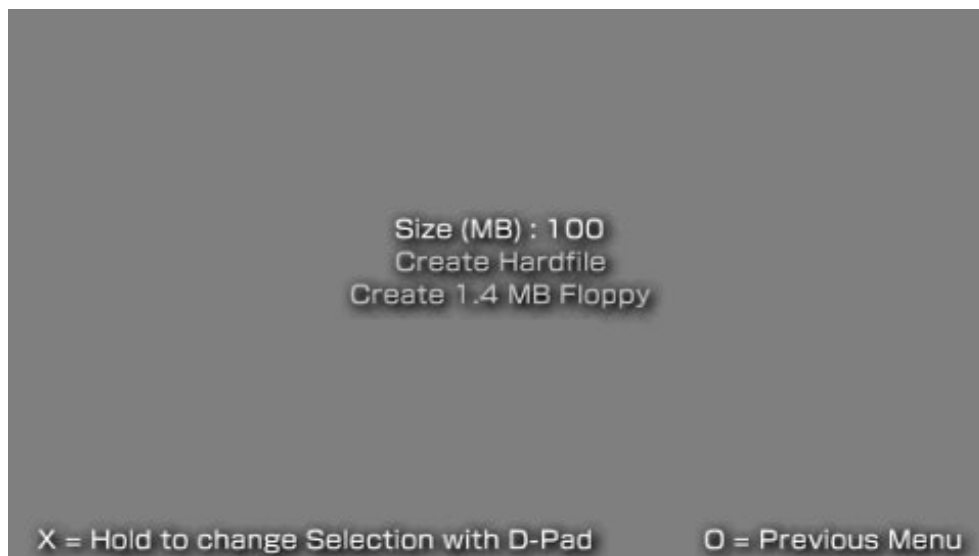 Size (MB) : 100
Create Hardfile
Create 1.4 MB Floppy
X = Hold to change Selection with D-Pad
O = Previous Menu